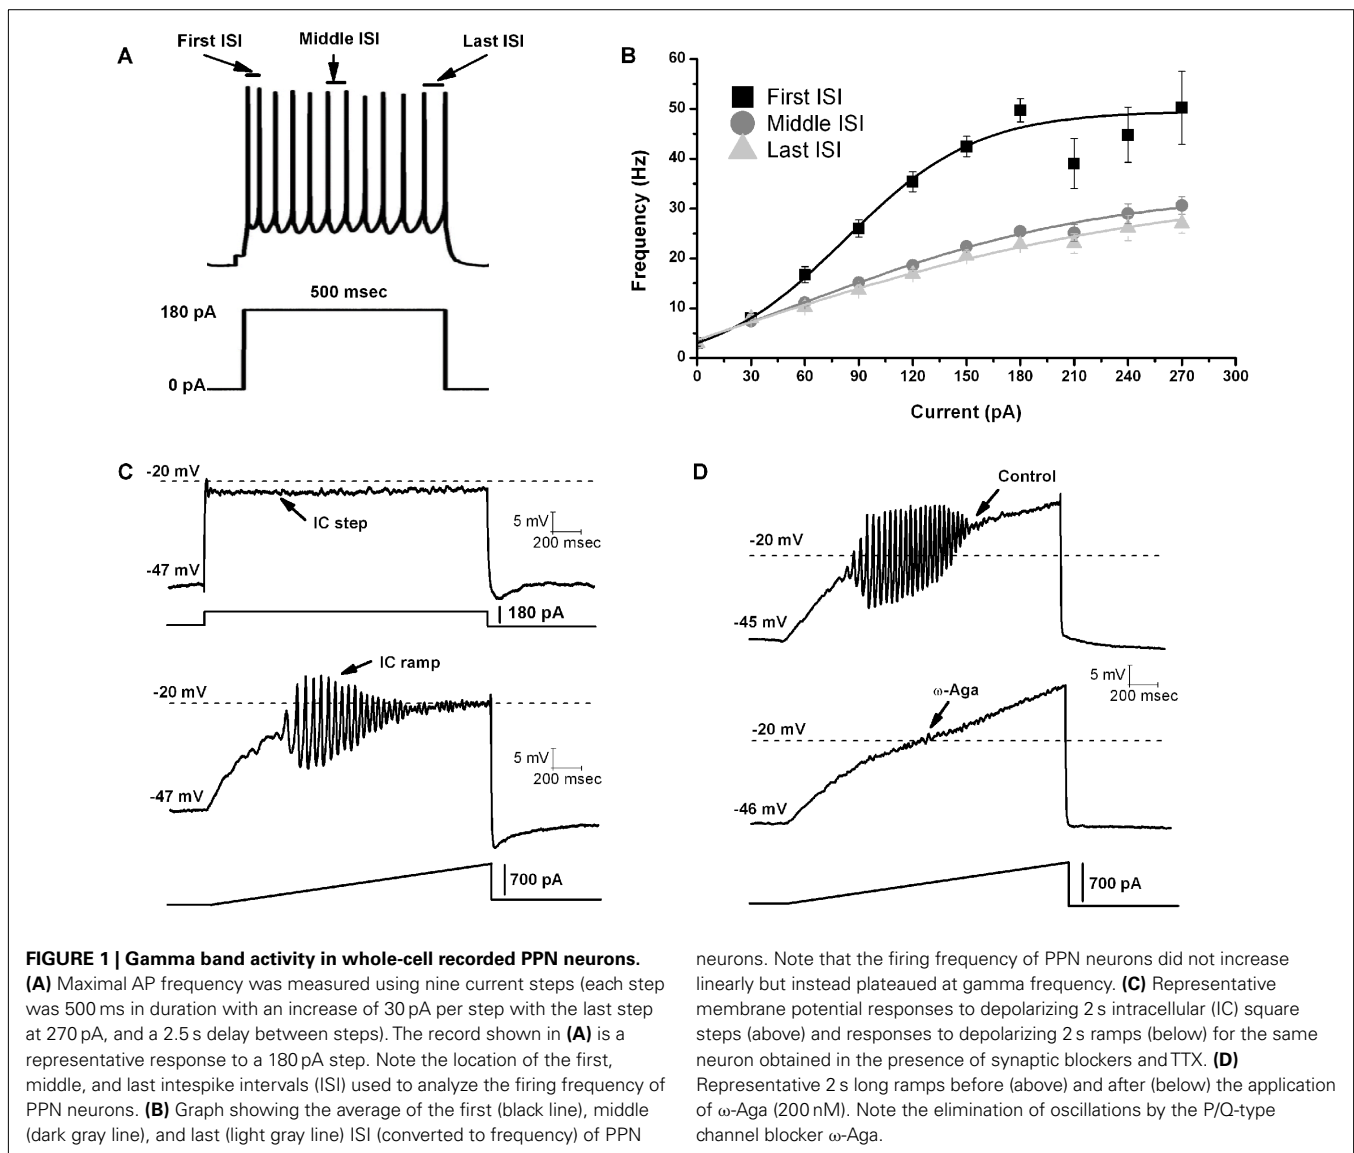 A
First ISI
Middle ISI
Last ISI
500 msec
180 pA
0 pA
B
First ISI
Middle ISI
Last ISI
Frequency (Hz)
60
50
40
30
20
10
0
0 30 60 90 120 150 180 210 240 270 300
Current (pA)
C
-20 mV
IC step
5 mV
200 msec
-47 mV
180 pA
IC ramp
-20 mV
5 mV
200 msec
-47 mV
700 pA
D
Control
-20 mV
-45 mV
5 mV
200 msec
ω-Aga
-20 mV
-46 mV
700 pA
FIGURE 1 | Gamma band activity in whole-cell recorded PPN neurons.
(A) Maximal AP frequency was measured using nine current steps (each step
was 500 ms in duration with an increase of 30 pA per step with the last step
at 270 pA, and a 2.5 s delay between steps). The record shown in (A) is a
representative response to a 180 pA step. Note the location of the first,
middle, and last intespike intervals (ISI) used to analyze the firing frequency of
PPN neurons. (B) Graph showing the average of the first (black line), middle
(dark gray line), and last (light gray line) ISI (converted to frequency) of PPN
neurons. Note that the firing frequency of PPN neurons did not increase
linearly but instead plateaued at gamma frequency. (C) Representative
membrane potential responses to depolarizing 2 s intracellular (IC) square
steps (above) and responses to depolarizing 2 s ramps (below) for the same
neuron obtained in the presence of synaptic blockers and TTX. (D)
Representative 2 s long ramps before (above) and after (below) the application
of ω-Aga (200 nM). Note the elimination of oscillations by the P/Q-type
channel blocker ω-Aga.